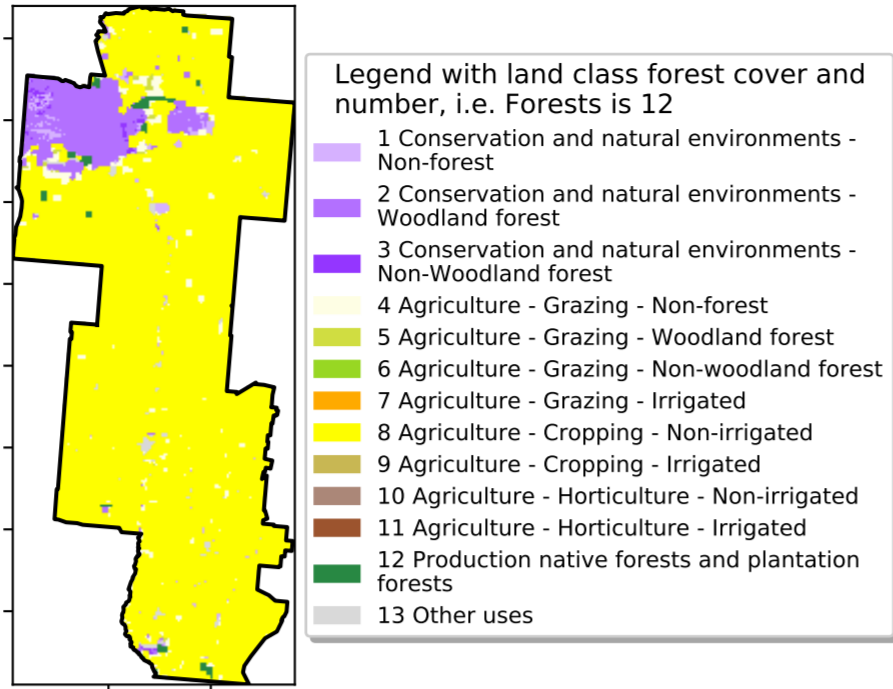 Legend with land class forest cover and
number, i.e. Forests is 12
1 Conservation and natural environments -
Non-forest
2 Conservation and natural environments -
Woodland forest
3 Conservation and natural environments -
Non-Woodland forest
4 Agriculture - Grazing - Non-forest
5 Agriculture - Grazing - Woodland forest
6 Agriculture - Grazing - Non-woodland forest
7 Agriculture - Grazing - Irrigated
8 Agriculture - Cropping - Non-irrigated
9 Agriculture - Cropping - Irrigated
10 Agriculture - Horticulture - Non-irrigated
11 Agriculture - Horticulture - Irrigated
12 Production native forests and plantation
forests
13 Other uses